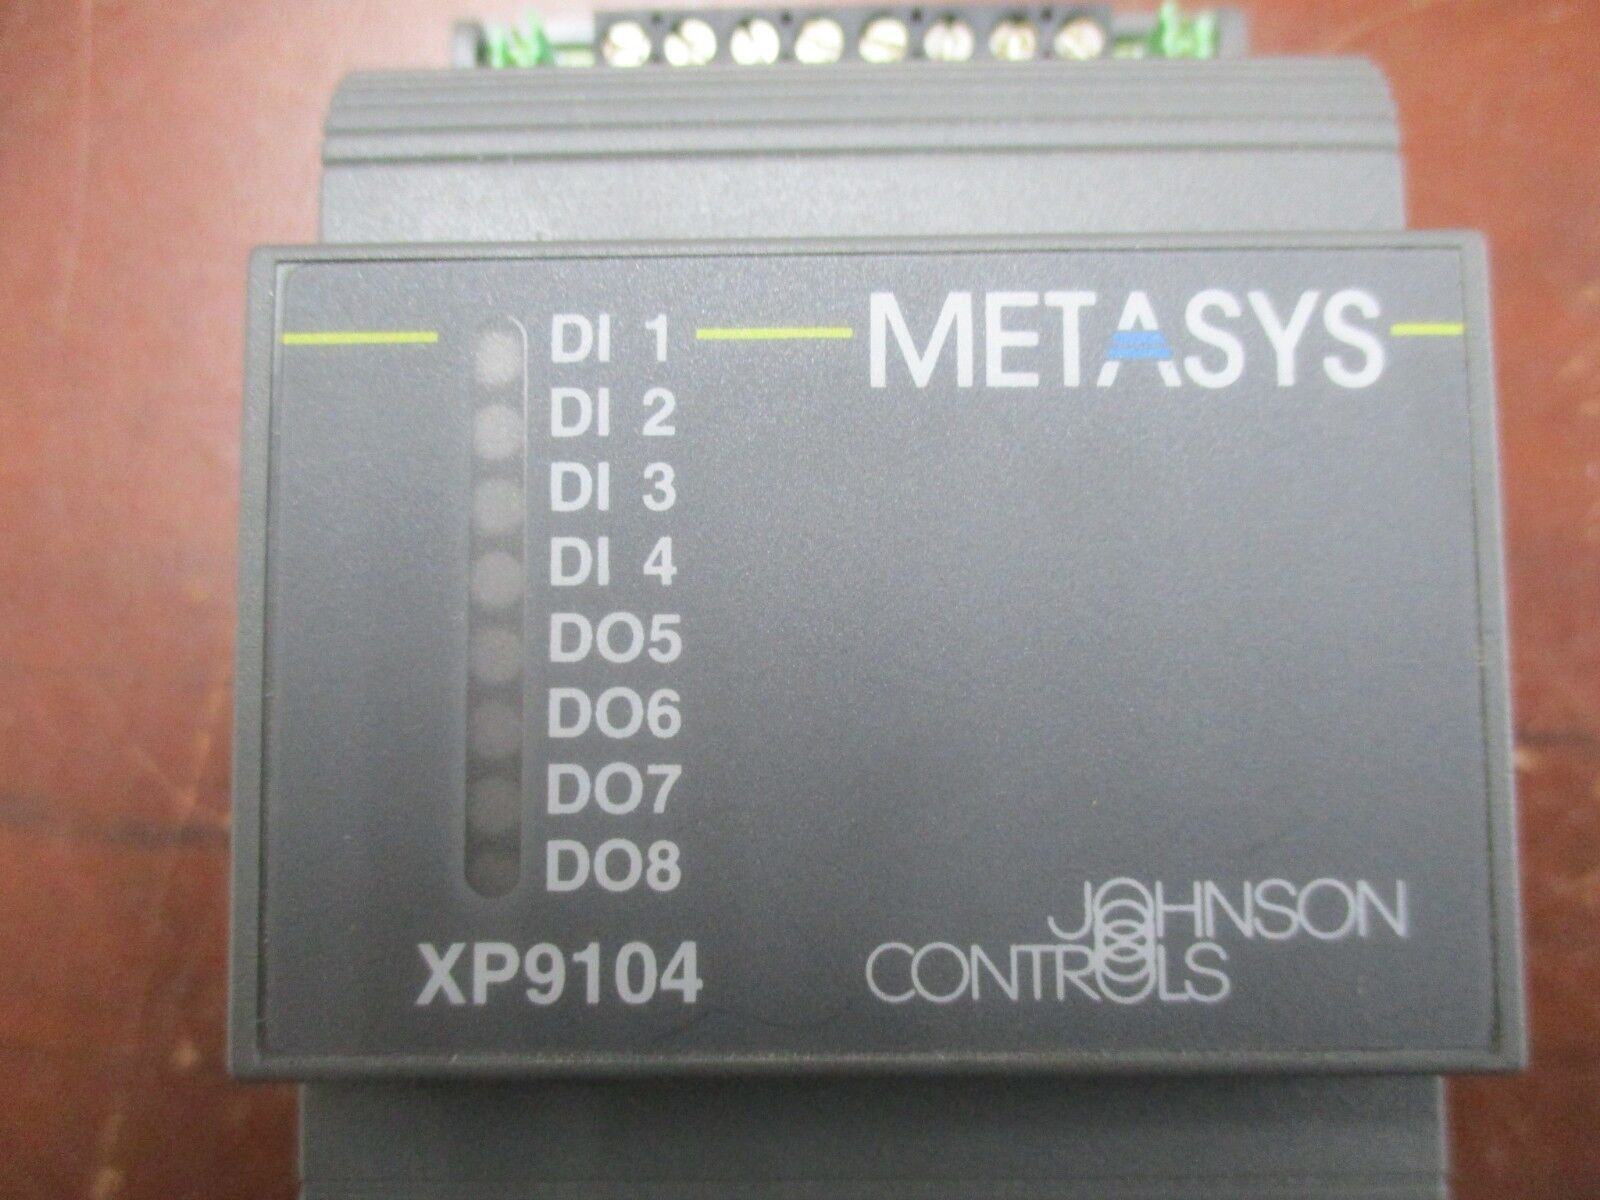 METASYS
DI 1
DI 2
DI 3
DI 4
DO5
DO6
DO7
DO8
XP9104
JOHNSON
CONTROLS